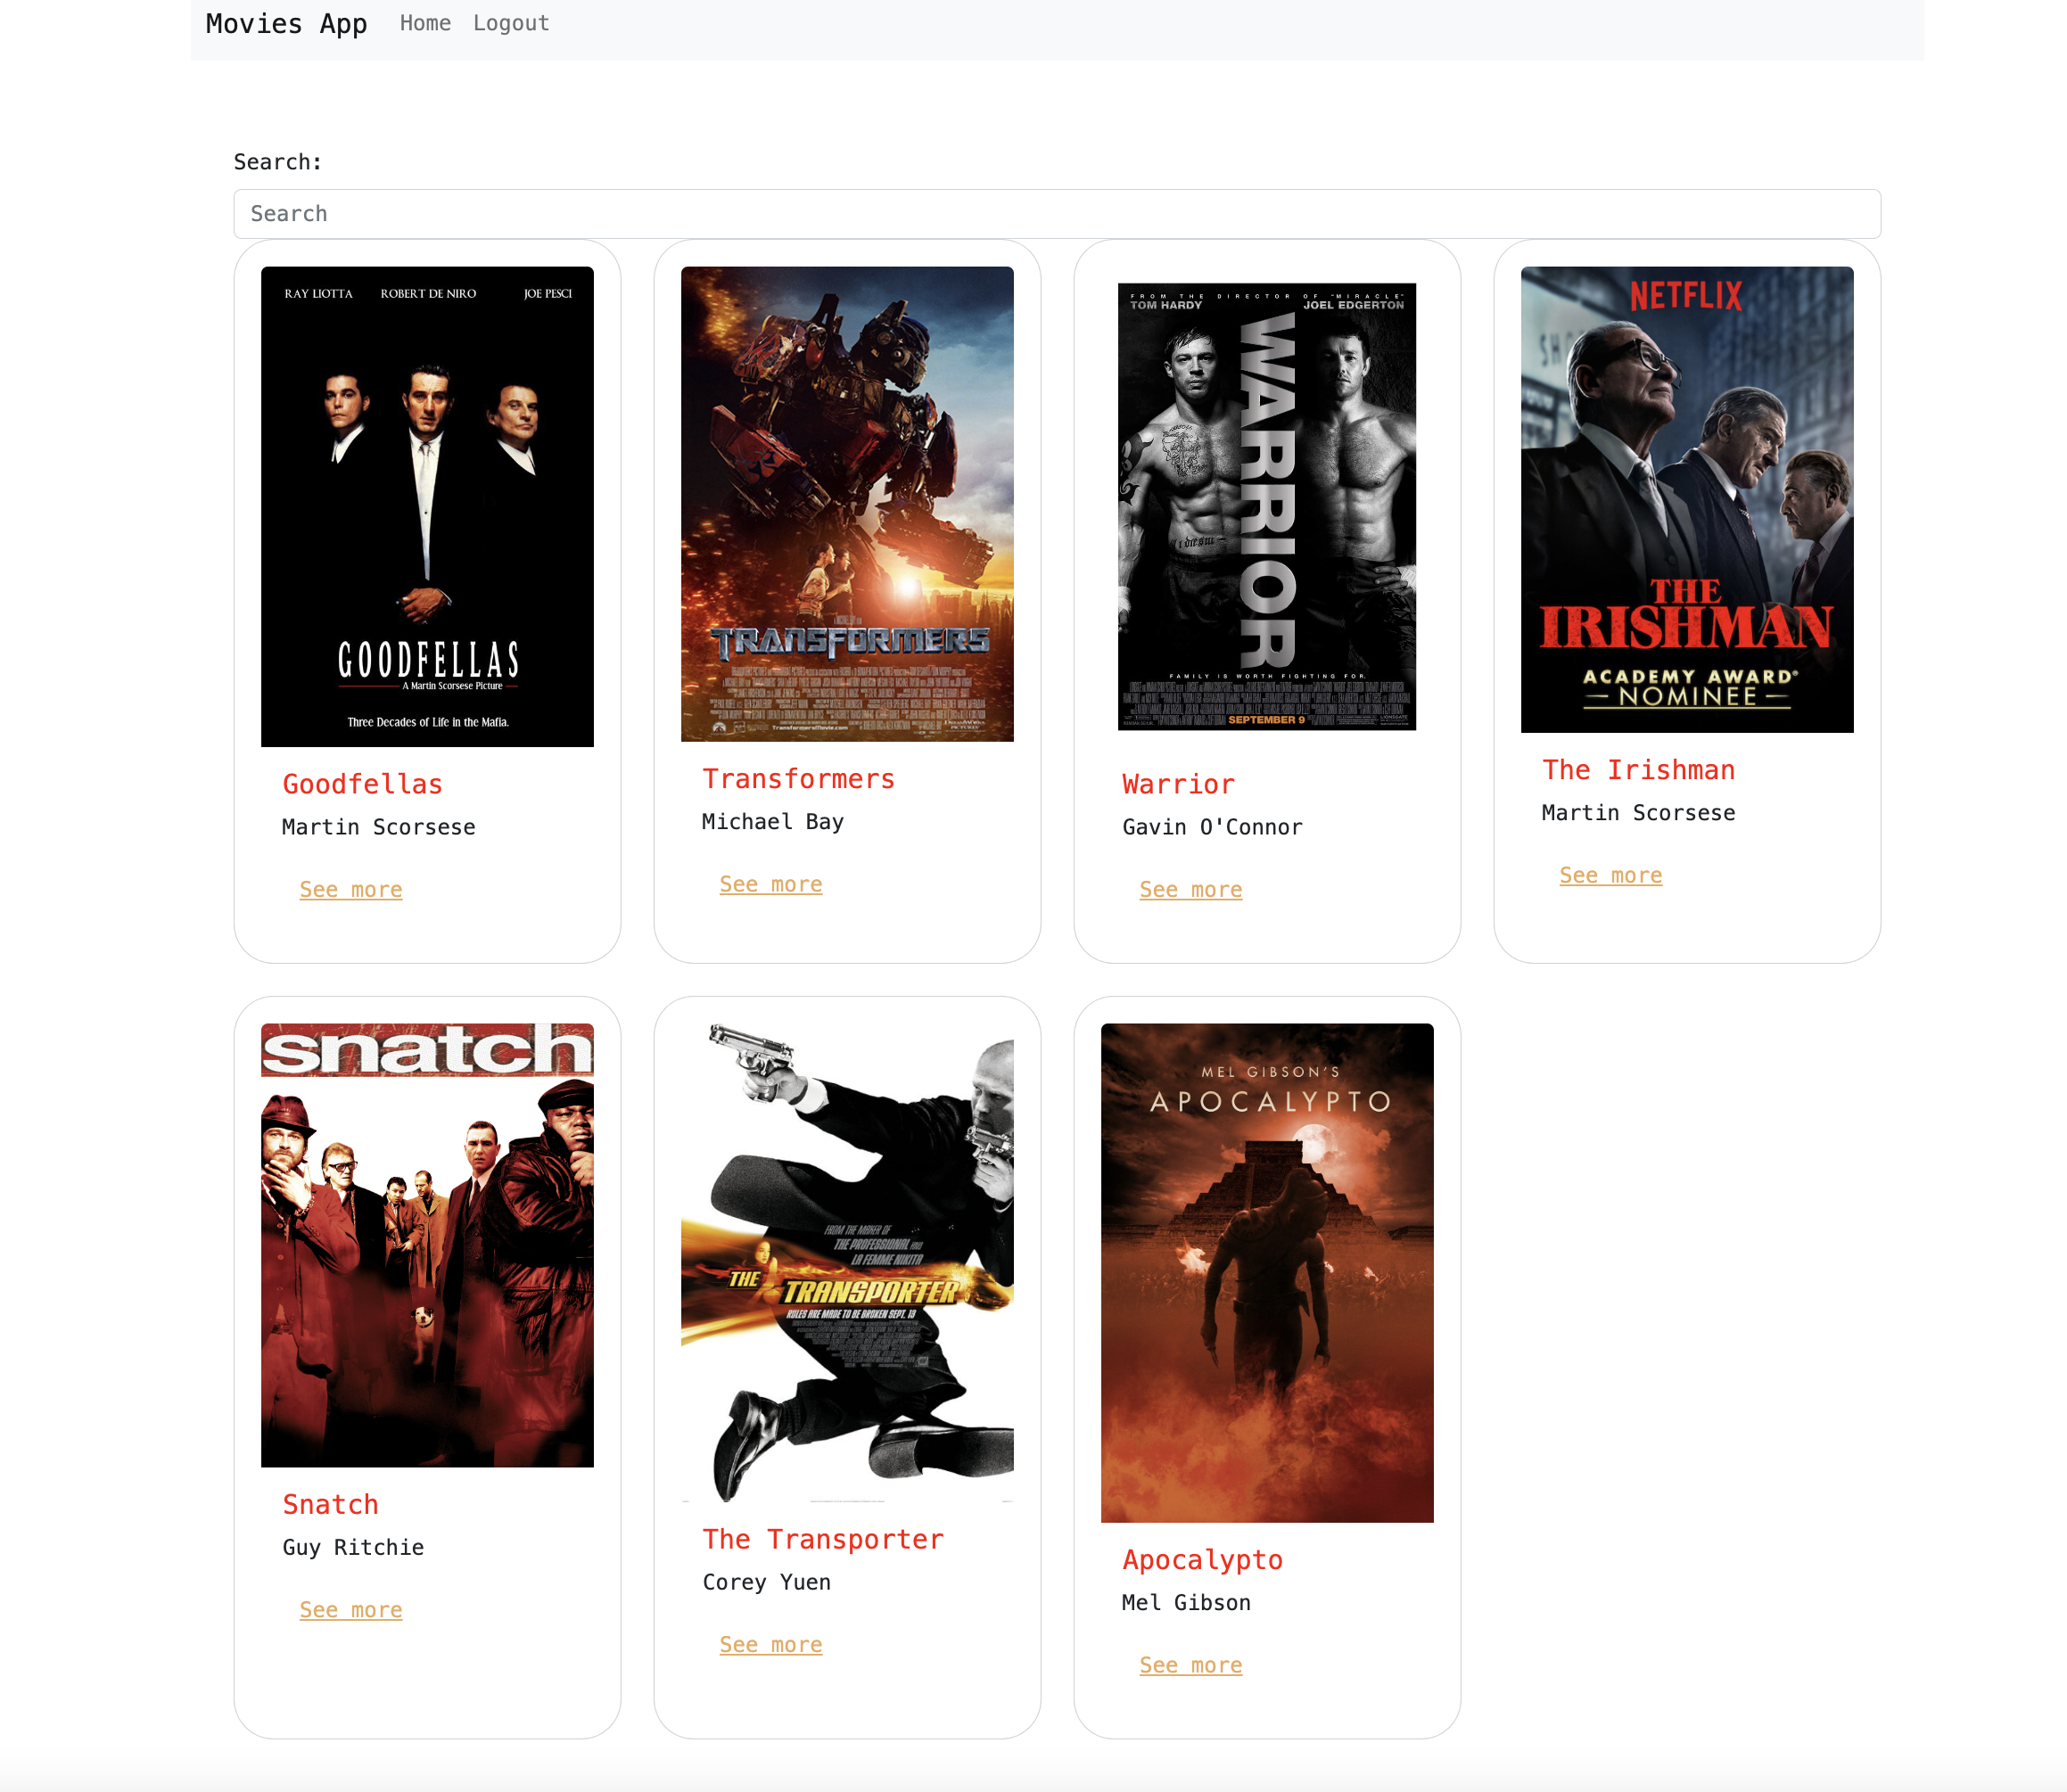 Movies App Home Logout
Search:
Search
RAY LIOTTA ROBERT DE NIRO JOE PESCI
GOODFELLAS
A Martin Scorsese Picture
Three Decades of Life in the Mafia.
Goodfellas
Martin Scorsese
See more
TRANSFORMERS
TransformersMovie.com
Transformers
Michael Bay
See more
FROM THE DIRECTOR OF "MIRACLE"
TOM HARDY JOEL EDGERTON
WARRIOR
FAMILY IS WORTH FIGHTING FOR.
SEPTEMBER 9
Warrior
Gavin O'Connor
See more
NETFLIX
THE
IRISHMAN
ACADEMY AWARD®
NOMINEE
The Irishman
Martin Scorsese
See more
snatch
Snatch
Guy Ritchie
See more
FROM THE MAKER OF
THE PROFESSIONAL AND
LA FEMME NIKITA
THE TRANSPORTER
RULES ARE MADE TO BE BROKEN SEPT. 13
The Transporter
Corey Yuen
See more
MEL GIBSON'S
APOCALYPTO
Apocalypto
Mel Gibson
See more